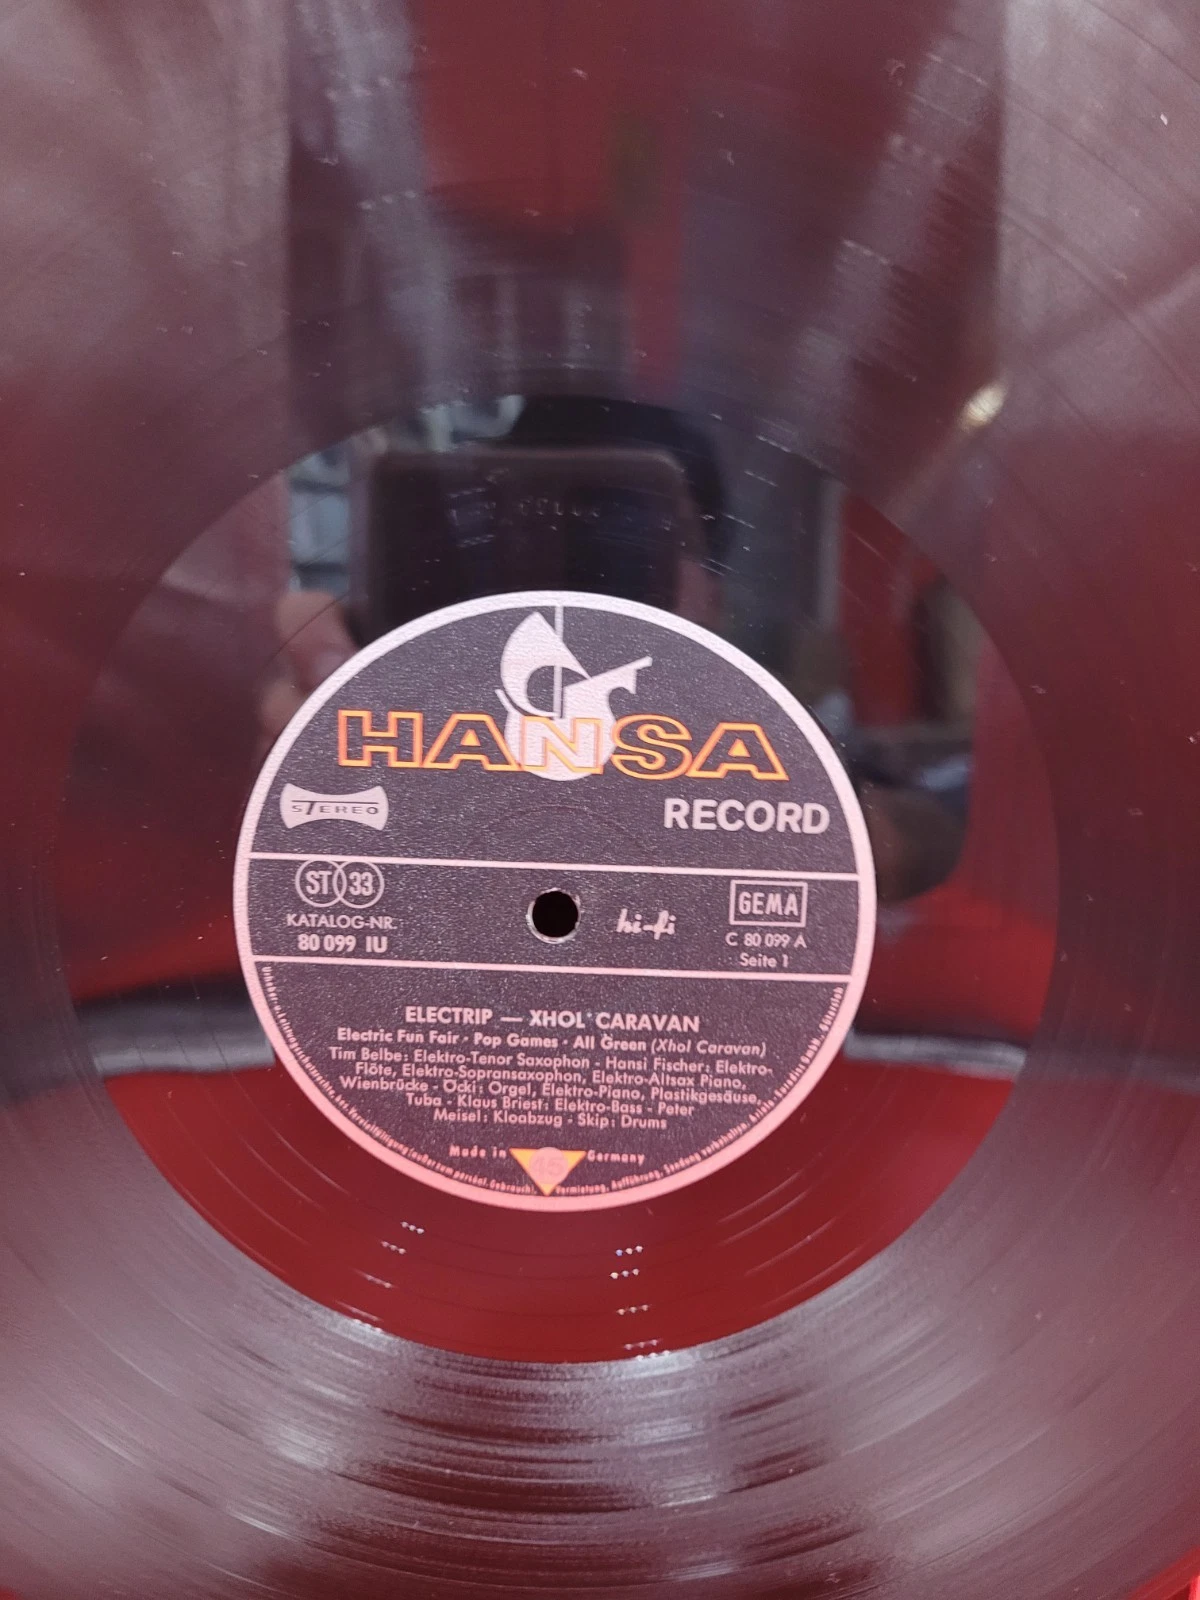 HANSA
STEREO
RECORD
ST 33
GEMA
KATALOG-NR.
hi-fi
C 80 099 A
80 099 IU
Seite 1
ELECTRIP — XHOL CARAVAN
Electric Fun Fair · Pop Games · All Green (Xhol Caravan)
Tim Belbe: Elektro-Tenor Saxophon - Hansi Fischer: Elektro-
Flöte, Elektro-Sopransaxophon, Elektro-Altsax Piano,
Wienbrücke - Öcki: Orgel, Elektro-Piano, Plastikgesäuse,
Tuba - Klaus Briest: Elektro-Bass - Peter
Meisel: Kloabzug - Skip: Drums
Made in Germany
45